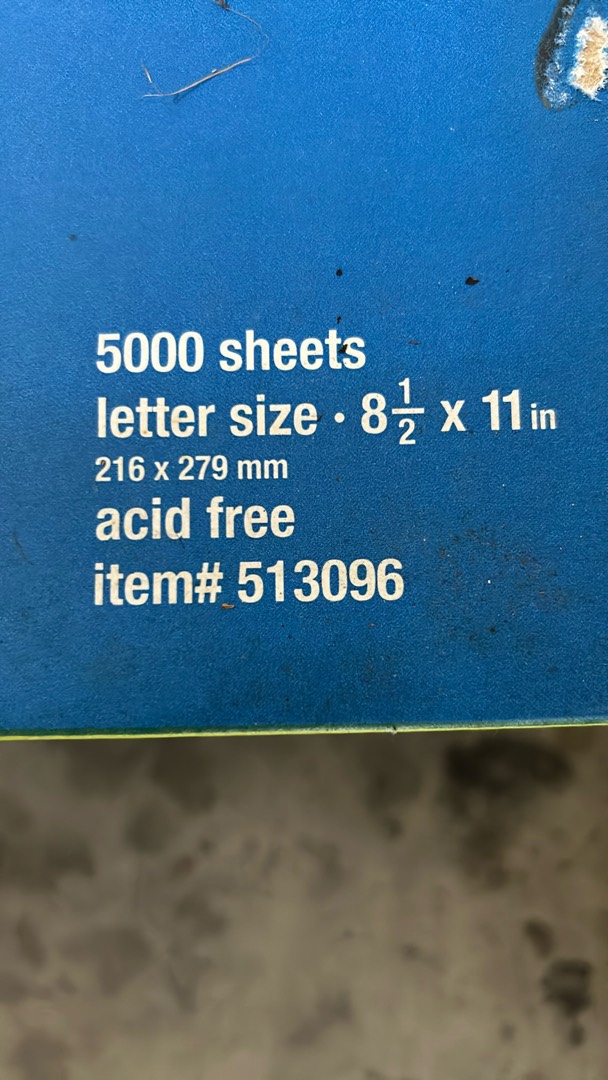 5000 sheets
letter size · 8 1/2 x 11 in
216 x 279 mm
acid free
item# 513096